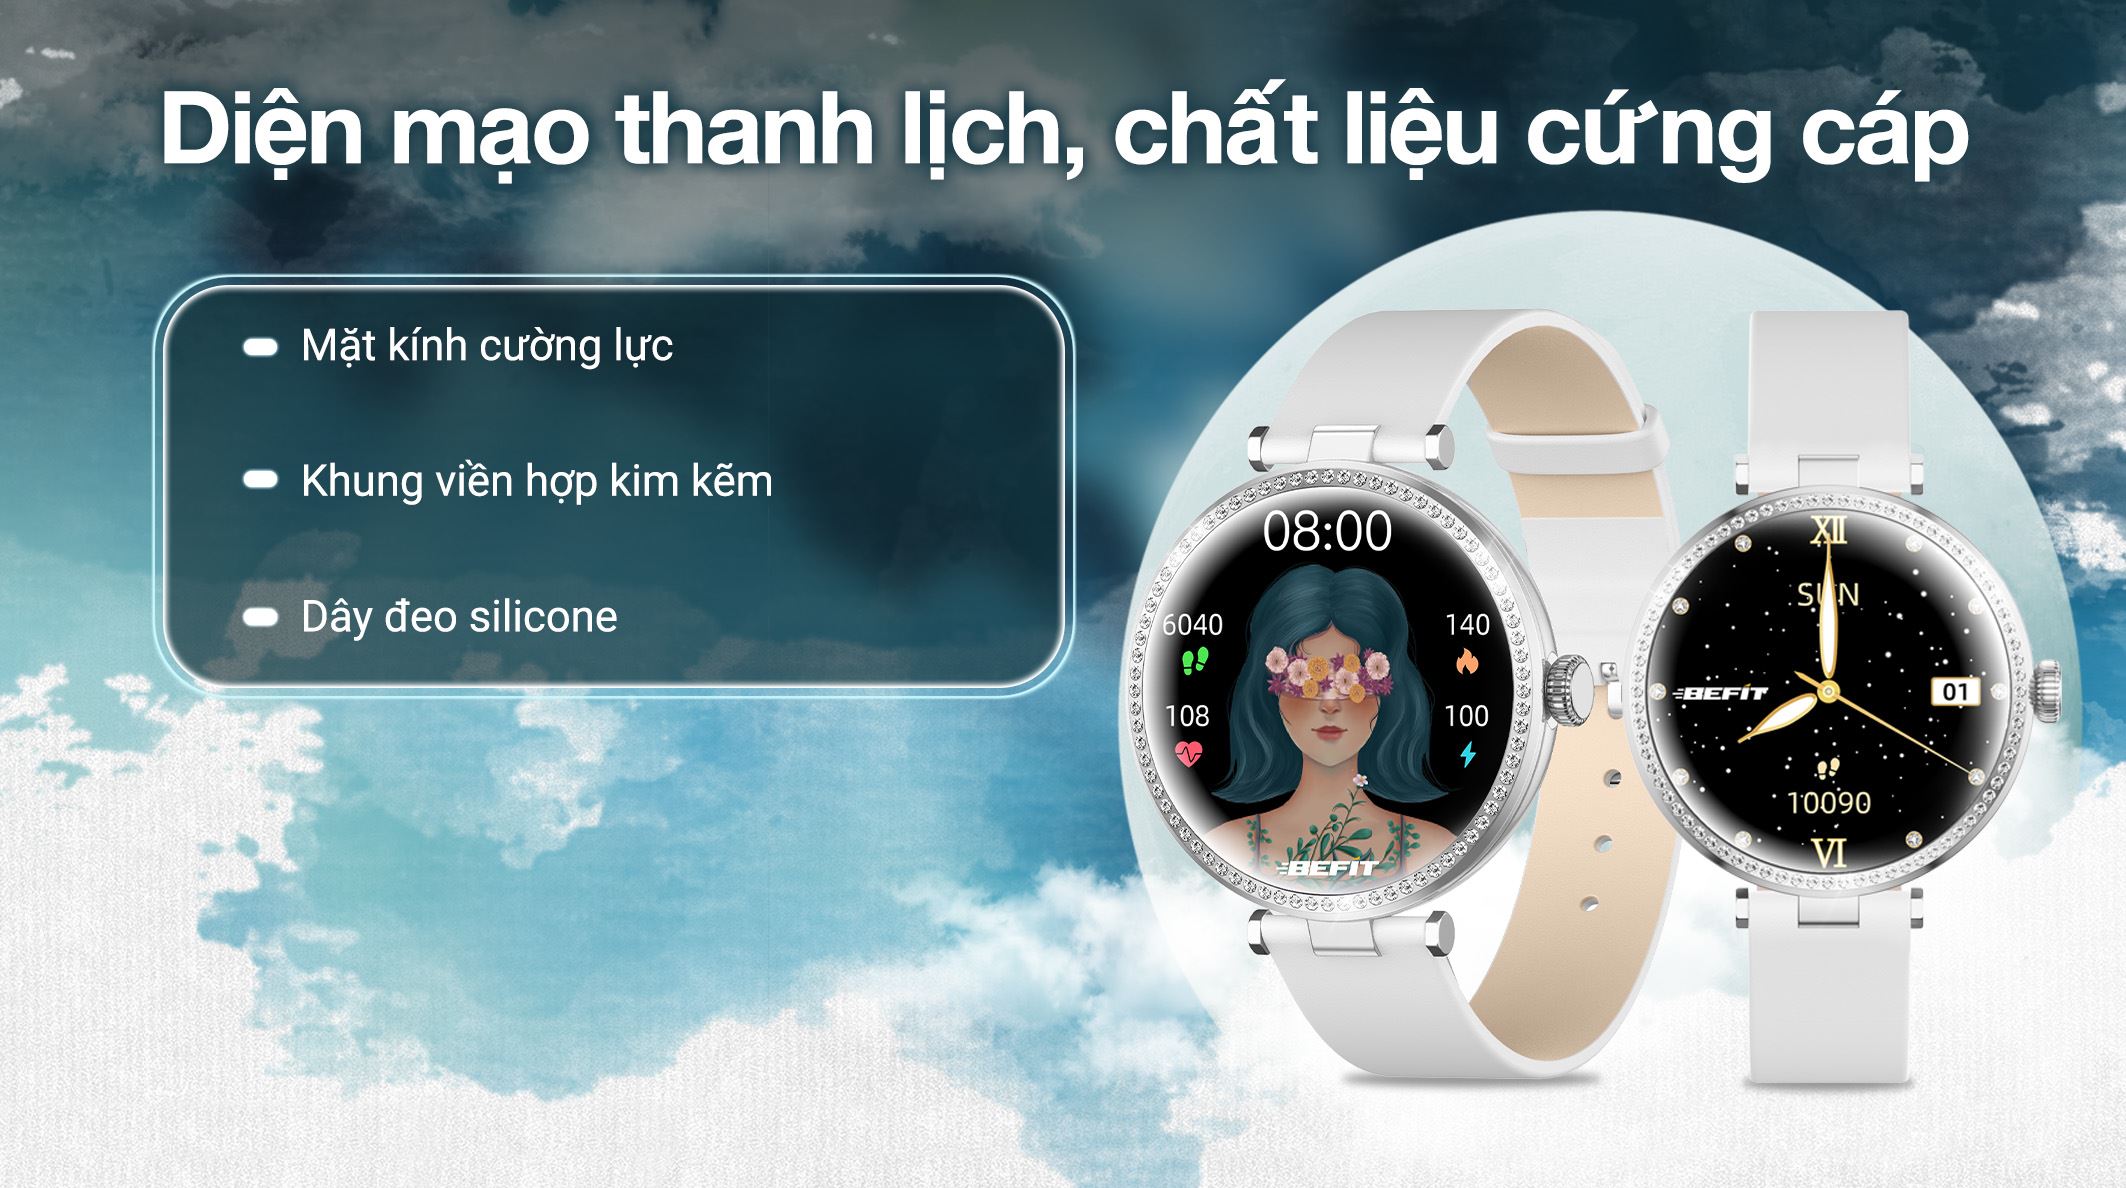 Diện mạo thanh lịch, chất liệu cứng cáp
Mặt kính cường lực
Khung viền hợp kim kẽm
Dây đeo silicone
08:00
6040
140
108
100
BEFIT
XII
SUN
BEFIT
01
10090
VI